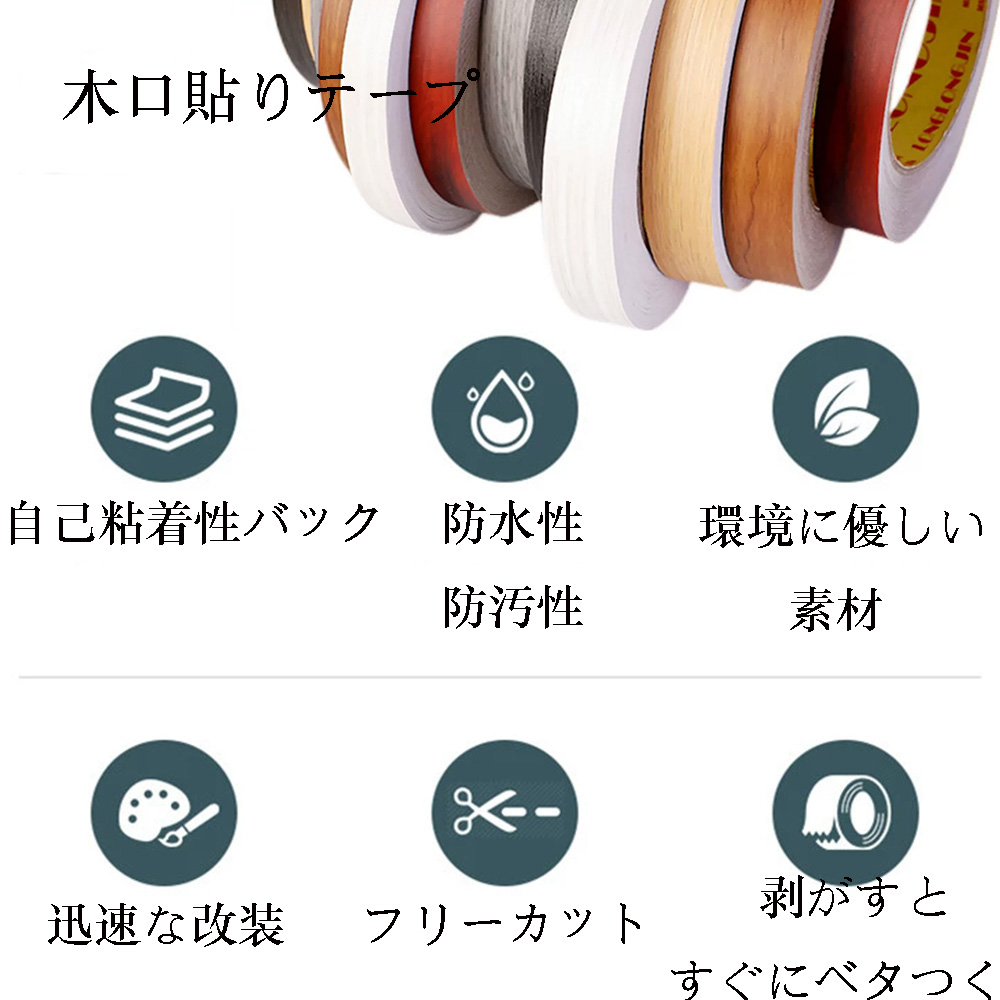 木口貼りテープ
LONGLONGJIN
自己粘着性バック
防水性
防汚性
環境に優しい
素材
迅速な改装
フリーカット
剥がすと
すぐにベタつく